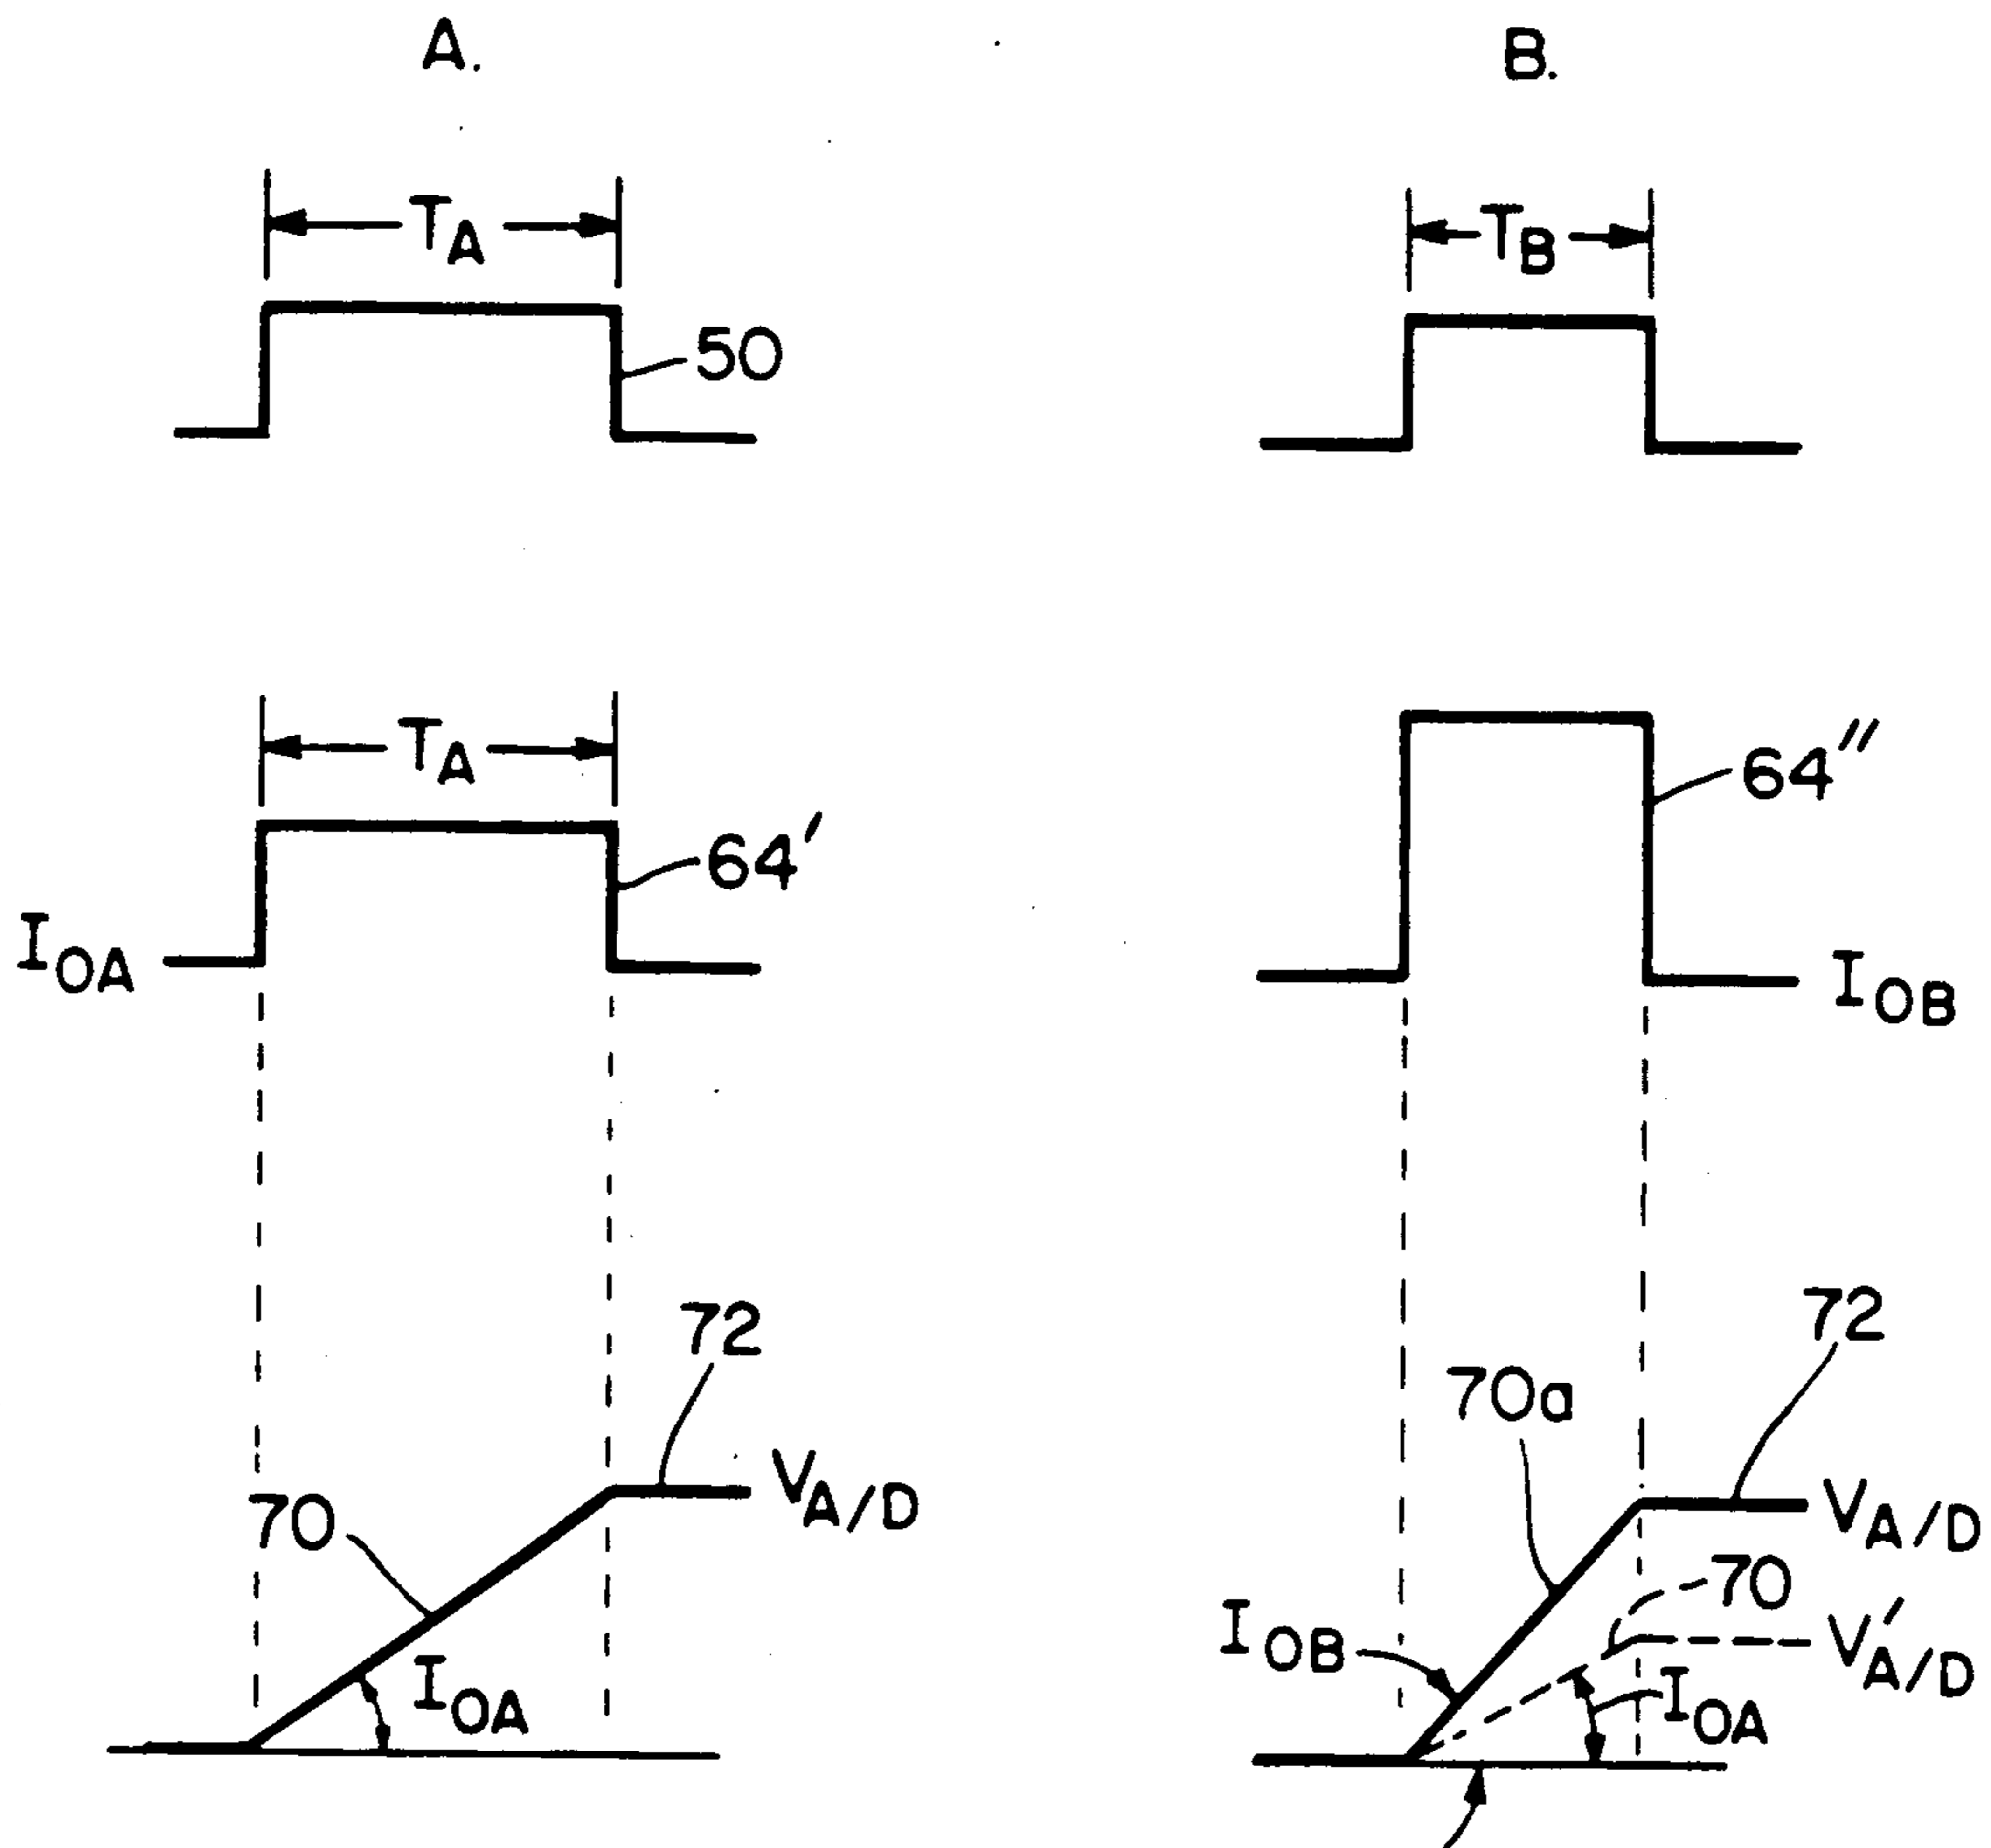 A.
B.
TA
TB
50
TA
64'
64''
IOA
IOB
72
72
70a
70
VA/D
VA/D
70
IOB
V'A/D
IOA
IOA